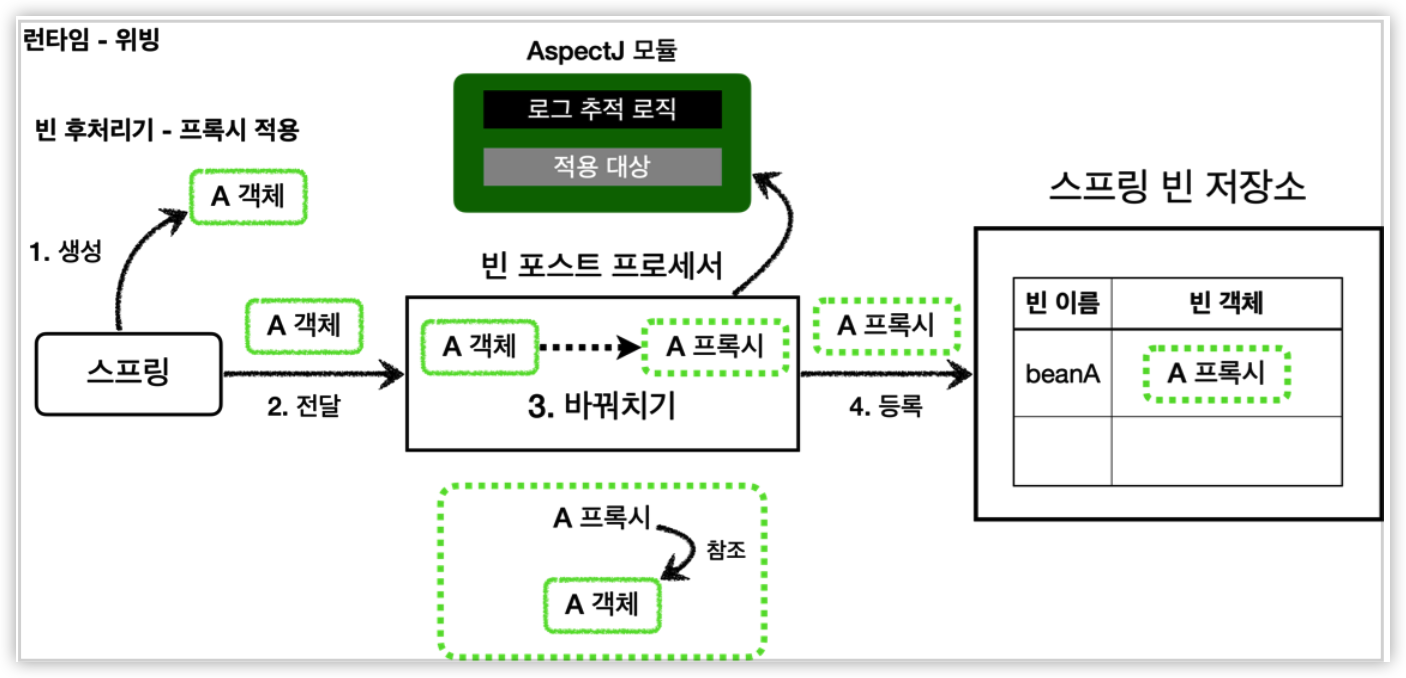 런타임 - 위빙
AspectJ 모듈
로그 추적 로직
적용 대상
빈 후처리기 - 프록시 적용
A 객체
1. 생성
스프링
A 객체
2. 전달
빈 포스트 프로세서
A 객체
A 프록시
3. 바꿔치기
A 프록시
4. 등록
스프링 빈 저장소
빈 이름 빈 객체
beanA A 프록시
A 프록시
참조
A 객체